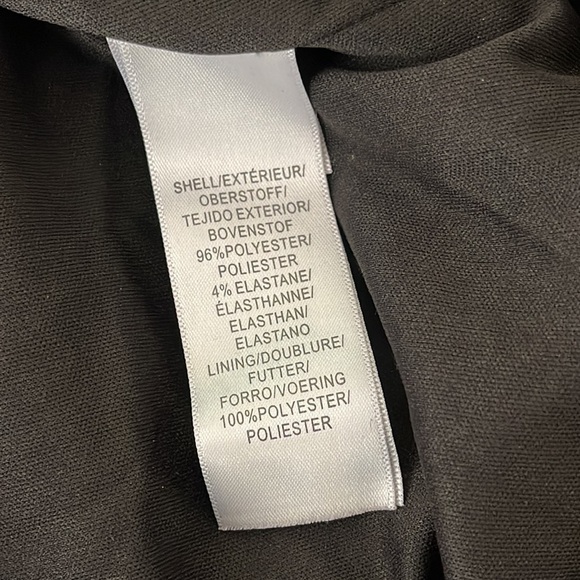 SHELL/EXTÉRIEUR/
OBERSTOFF/
TEJIDO EXTERIOR/
BOVENSTOF
96%POLYESTER/
POLIESTER
4% ELASTANE/
ÉLASTHANNE/
ELASTHAN/
ELASTANO
LINING/DOUBLURE/
FUTTER/
FORRO/VOERING
100%POLYESTER/
POLIESTER